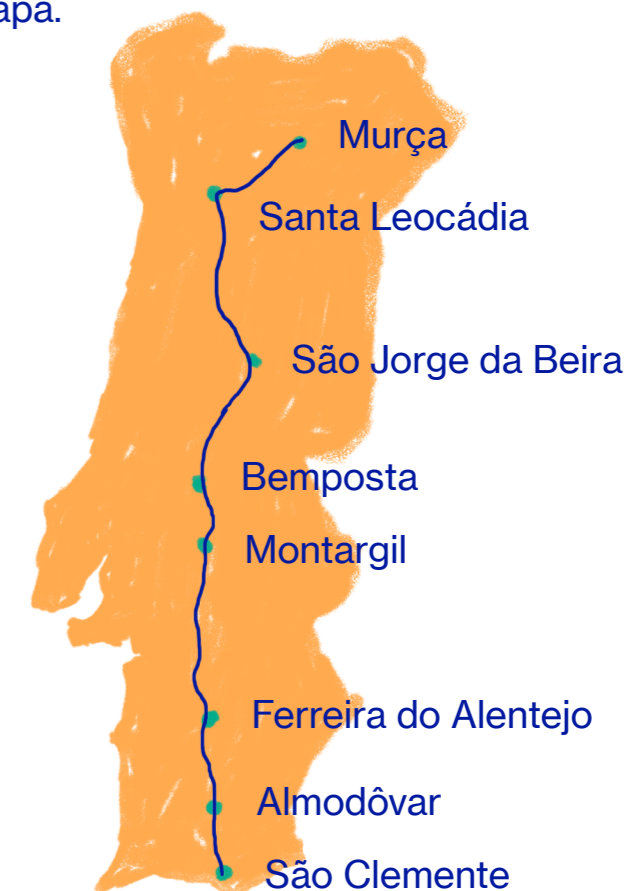 apa.
Murça
Santa Leocádia
São Jorge da Beira
Bemposta
Montargil
Ferreira do Alentejo
Almodôvar
São Clemente